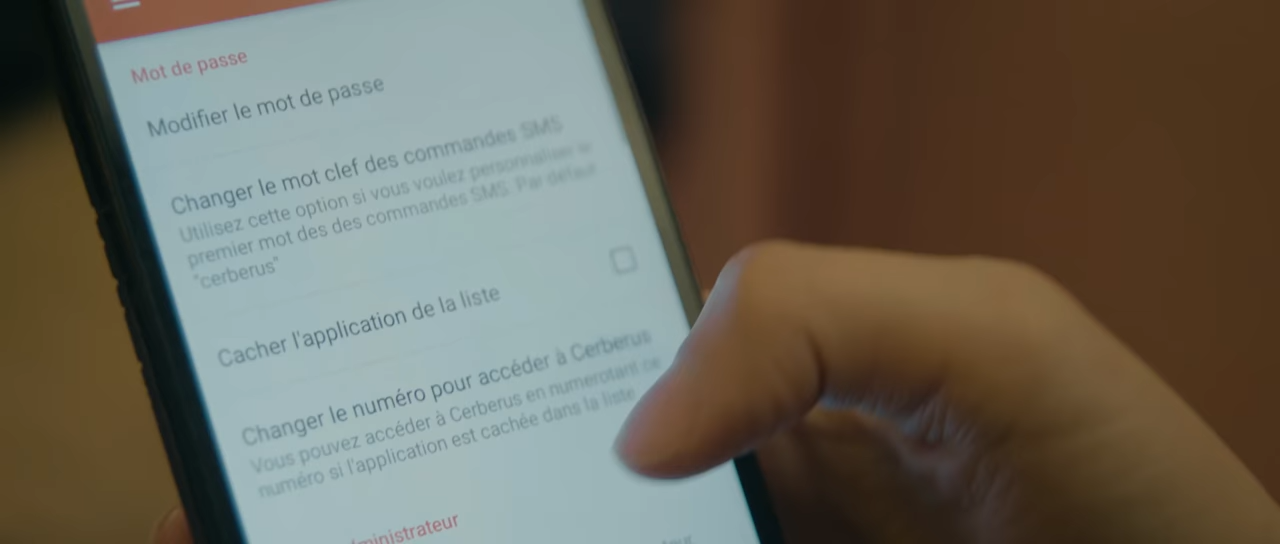 Mot de passe
Modifier le mot de passe
Changer le mot clef des commandes SMS
Utilisez cette option si vous voulez personnaliser le
premier mot des des commandes SMS. Par défaut
"cerberus"
Cacher l'application de la liste
Changer le numéro pour accéder à Cerberus
Vous pouvez accéder à Cerberus en numerotant ce
numéro si l'application est cachée dans la liste